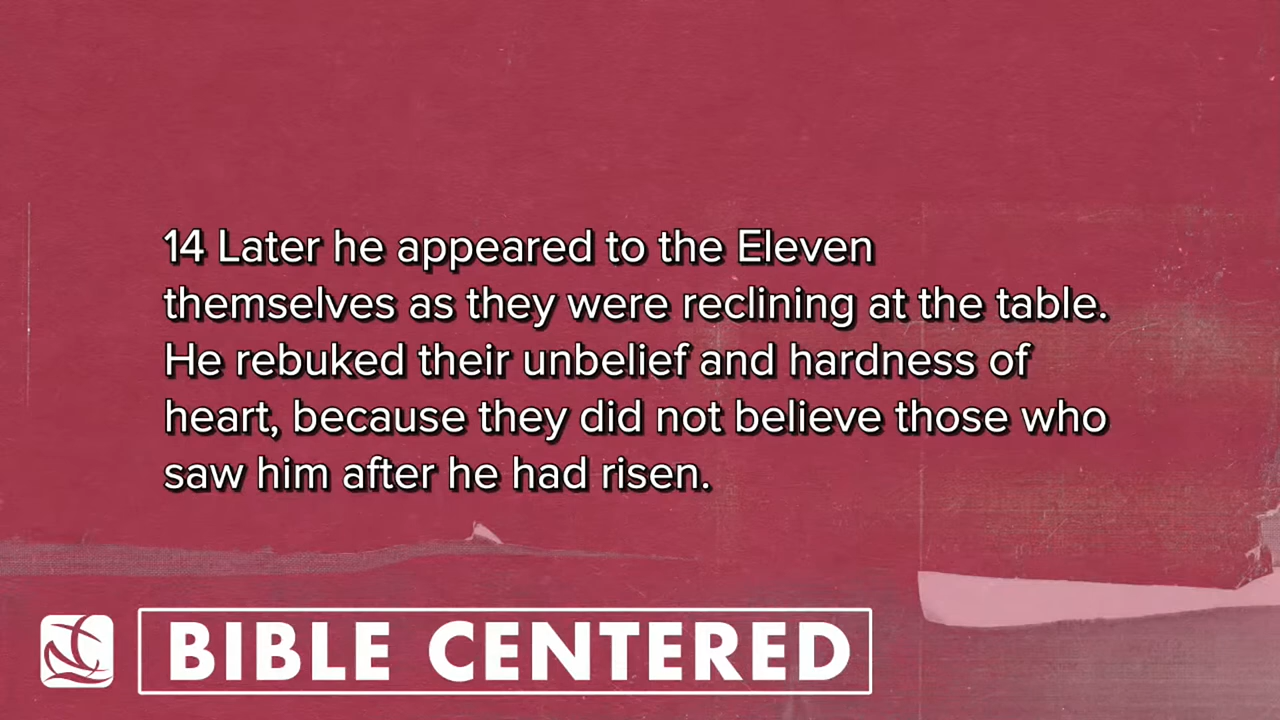 14 Later he appeared to the Eleven
themselves as they were reclining at the table.
He rebuked their unbelief and hardness of
heart, because they did not believe those who
saw him after he had risen.
BIBLE CENTERED